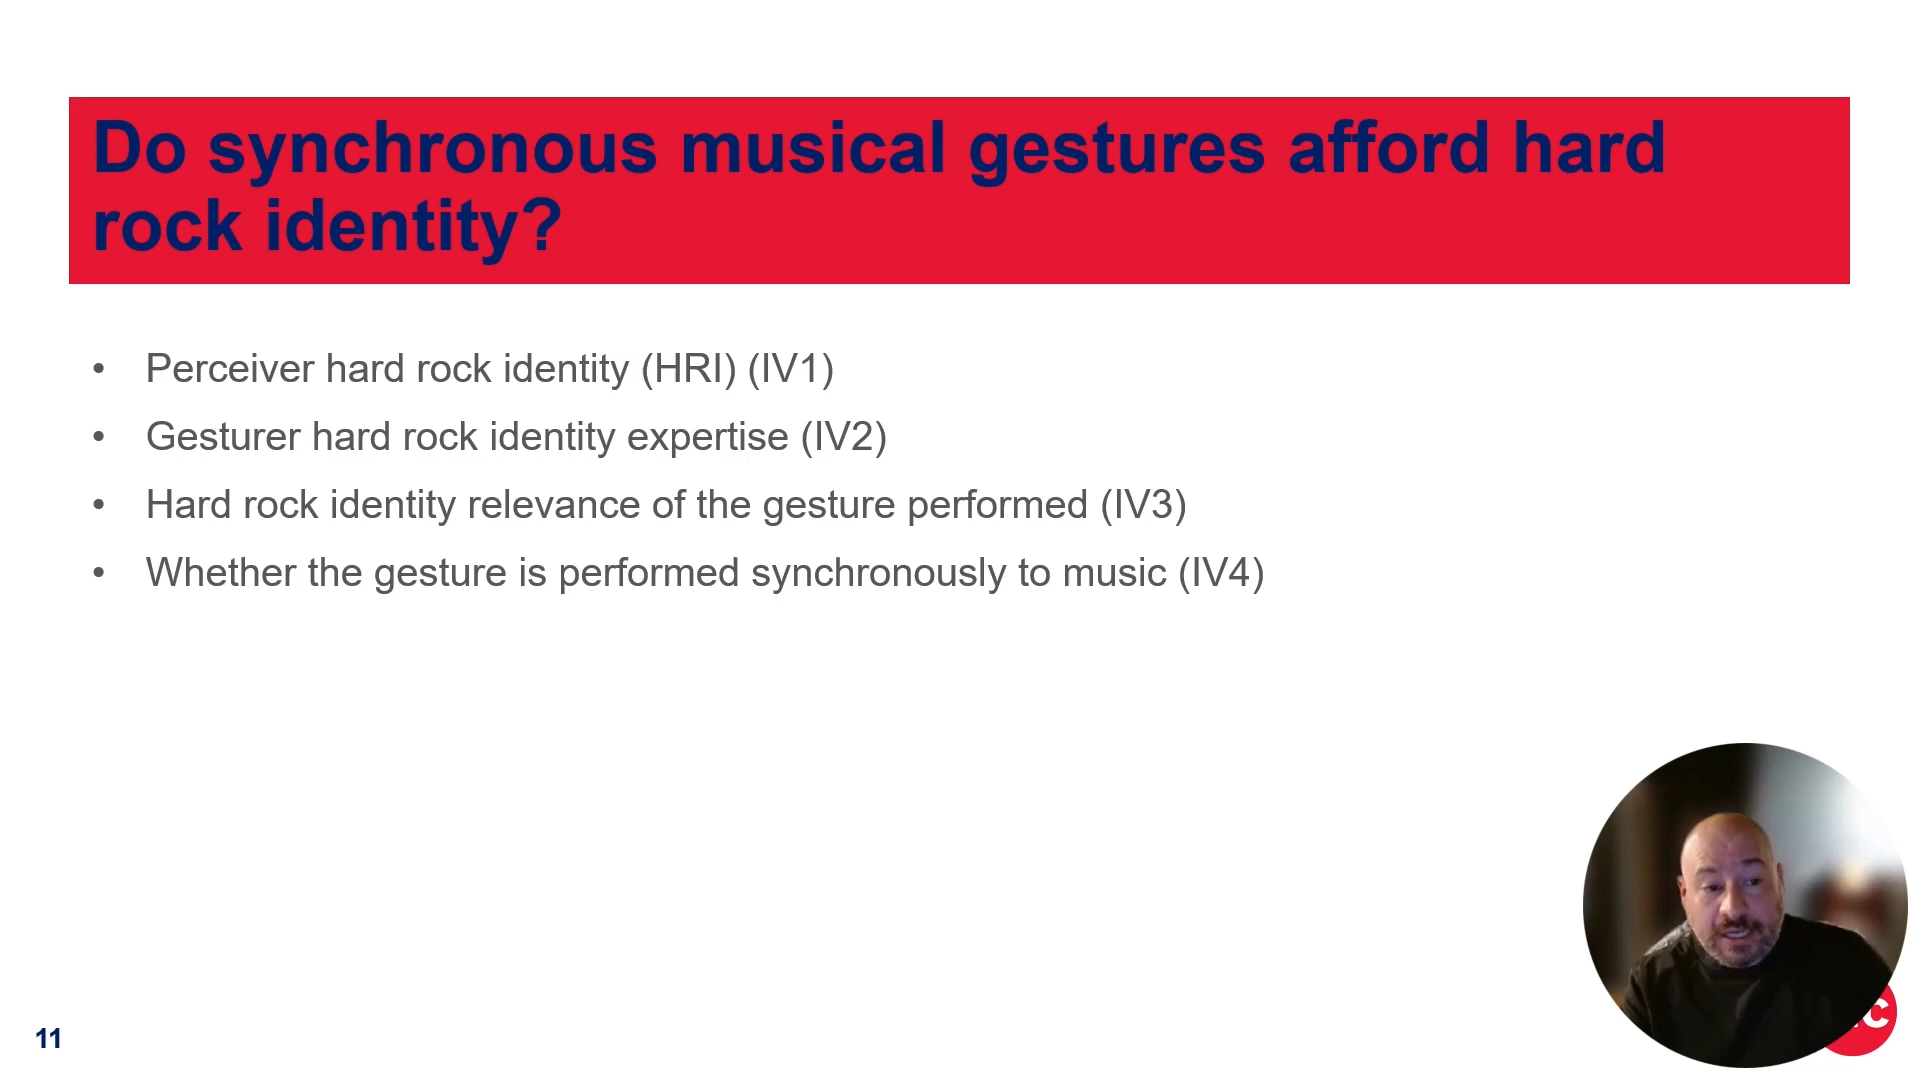 Do synchronous musical gestures afford hard
rock identity?
• Perceiver hard rock identity (HRI) (IV1)
• Gesturer hard rock identity expertise (IV2)
• Hard rock identity relevance of the gesture performed (IV3)
• Whether the gesture is performed synchronously to music (IV4)
11